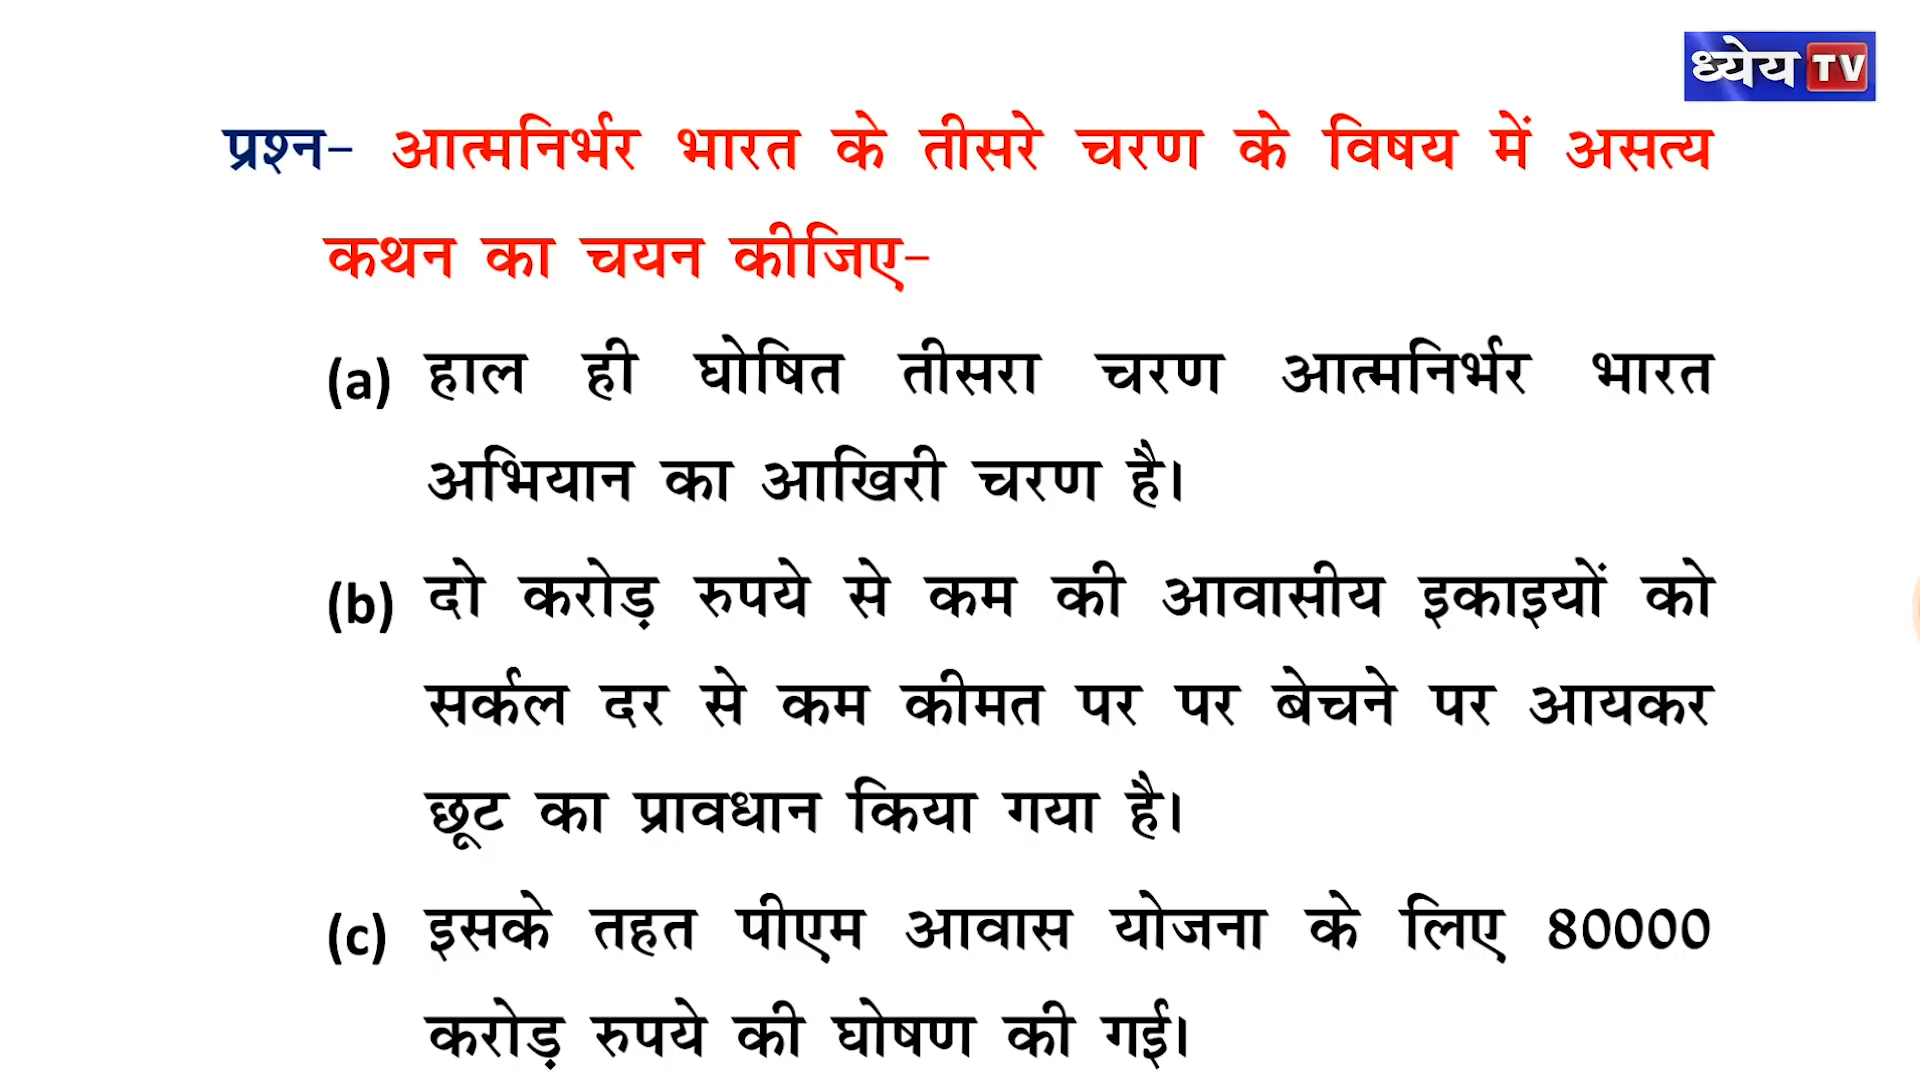 ध्येय TV
प्रश्न- आत्मनिर्भर भारत के तीसरे चरण के विषय में असत्य
कथन का चयन कीजिए-
(a) हाल ही घोषित तीसरा चरण आत्मनिर्भर भारत
अभियान का आखिरी चरण है।
(b) दो करोड़ रुपये से कम की आवासीय इकाइयों को
सर्कल दर से कम कीमत पर पर बेचने पर आयकर
छूट का प्रावधान किया गया है।
(c) इसके तहत पीएम आवास योजना के लिए 80000
करोड़ रुपये की घोषण की गई।